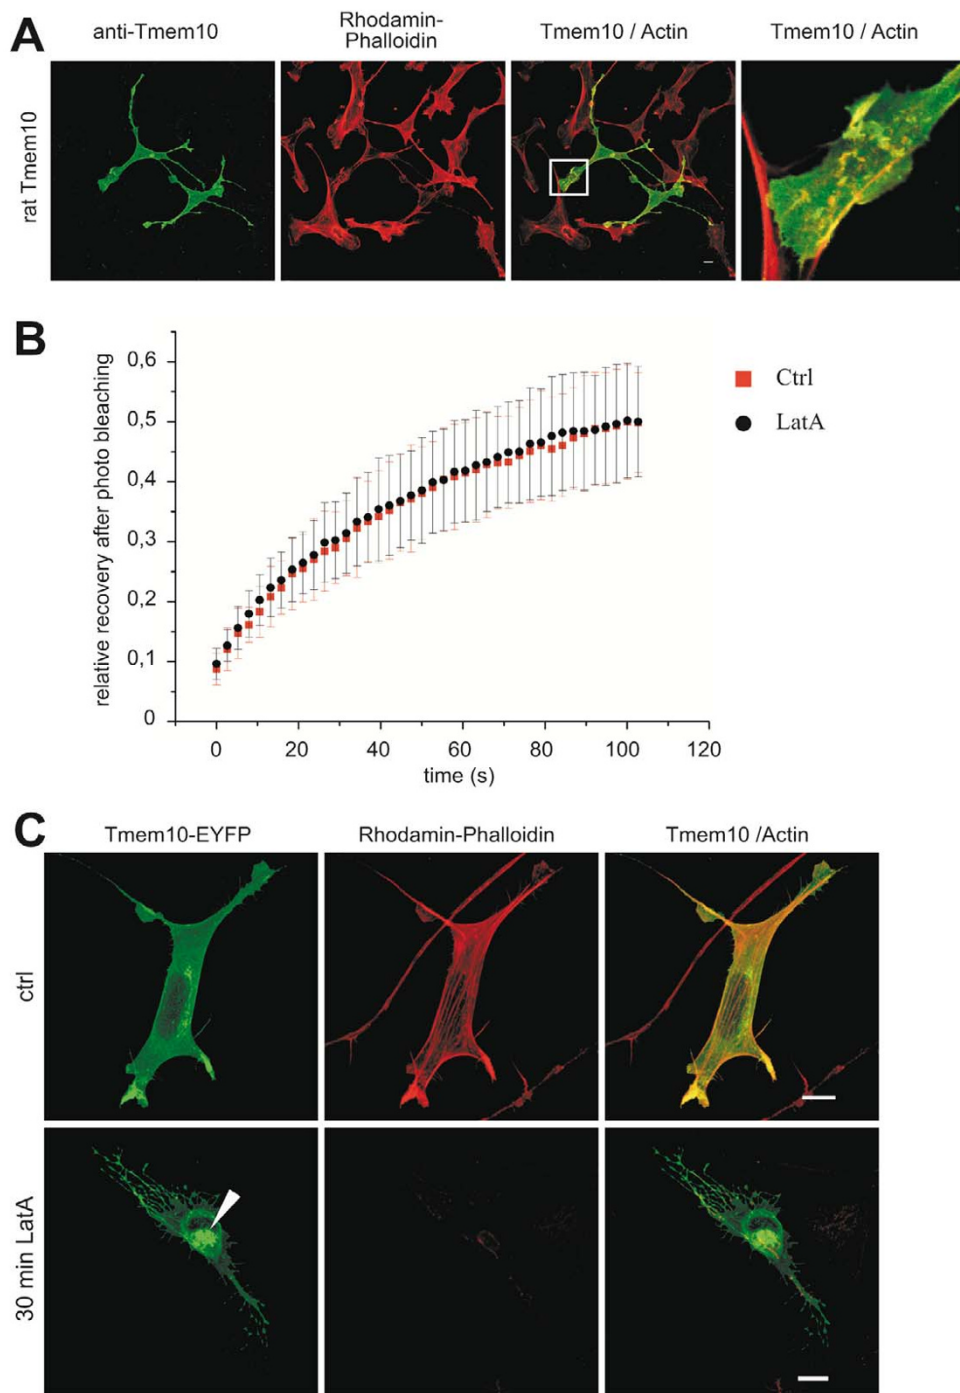 A
anti-Tmem10
Rhodamin-
Phalloidin
Tmem10 / Actin
Tmem10 / Actin
rat Tmem10
B
relative recovery after photo bleaching
0,6
0,5
0,4
0,3
0,2
0,1
0
0
20
40
60
80
100
120
time (s)
Ctrl
LatA
C
Tmem10-EYFP
Rhodamin-Phalloidin
Tmem10 /Actin
ctrl
30 min LatA